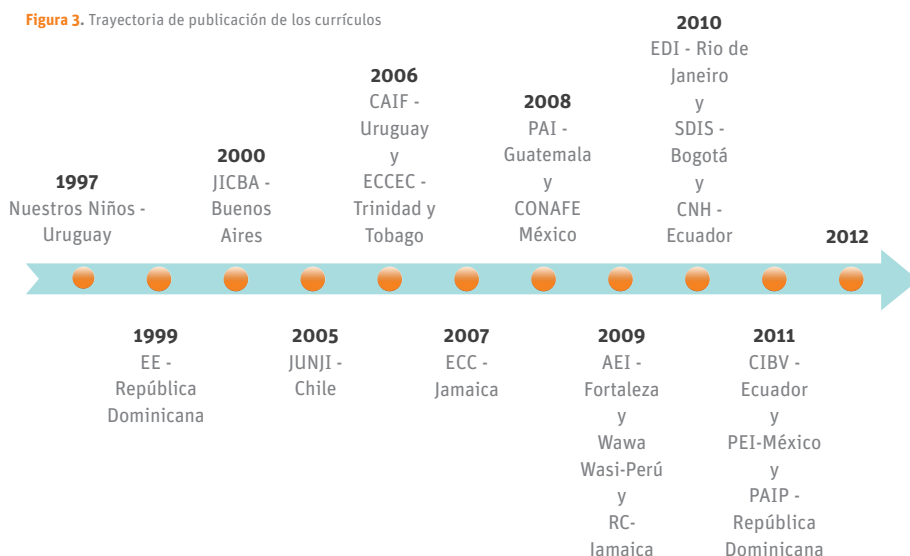 Figura 3. Trayectoria de publicación de los currículos
1997
Nuestros Niños -
Uruguay
1999
EE -
República
Dominicana
2000
JICBA -
Buenos
Aires
2005
JUNJI -
Chile
2006
CAIF -
Uruguay
y
ECCEC -
Trinidad y
Tobago
2007
ECC -
Jamaica
2008
PAI -
Guatemala
y
CONAFE
México
2009
AEI -
Fortaleza
y
Wawa
Wasi-Perú
y
RC-
Jamaica
2010
EDI - Rio de
Janeiro
y
SDIS -
Bogotá
y
CNH -
Ecuador
2011
CIBV -
Ecuador
y
PEI-México
y
PAIP -
República
Dominicana
2012